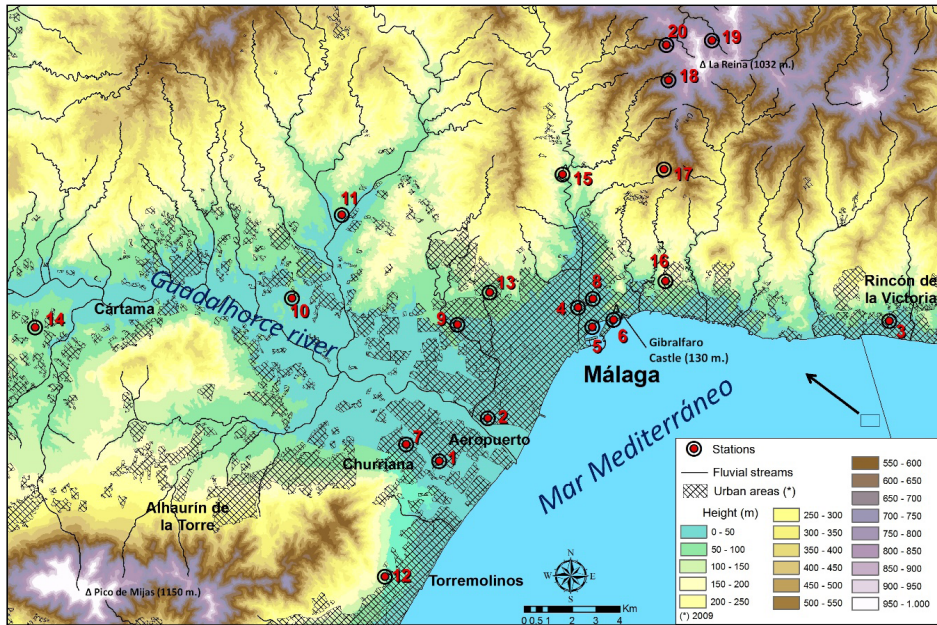 20
19
Δ La Reina (1032 m.)
18
17
15
11
16
13
8
10
4
9
6
5
14
3
Cártama
Guadalhorce river
Rincón de
la Victoria
Gibralfaro
Castle (130 m.)
Málaga
Mar Mediterráneo
2
Aeropuerto
7
Churriana
1
Alhaurín de
la Torre
12
Torremolinos
Δ Pico de Mijas (1150 m.)
N
W E
S
0 0.5 1 2 3 4 Km
Stations
Fluvial streams
Urban areas (*)
Height (m)
0 - 50
50 - 100
100 - 150
150 - 200
200 - 250
(*) 2009
250 - 300
300 - 350
350 - 400
400 - 450
450 - 500
500 - 550
550 - 600
600 - 650
650 - 700
700 - 750
750 - 800
800 - 850
850 - 900
900 - 950
950 - 1.000